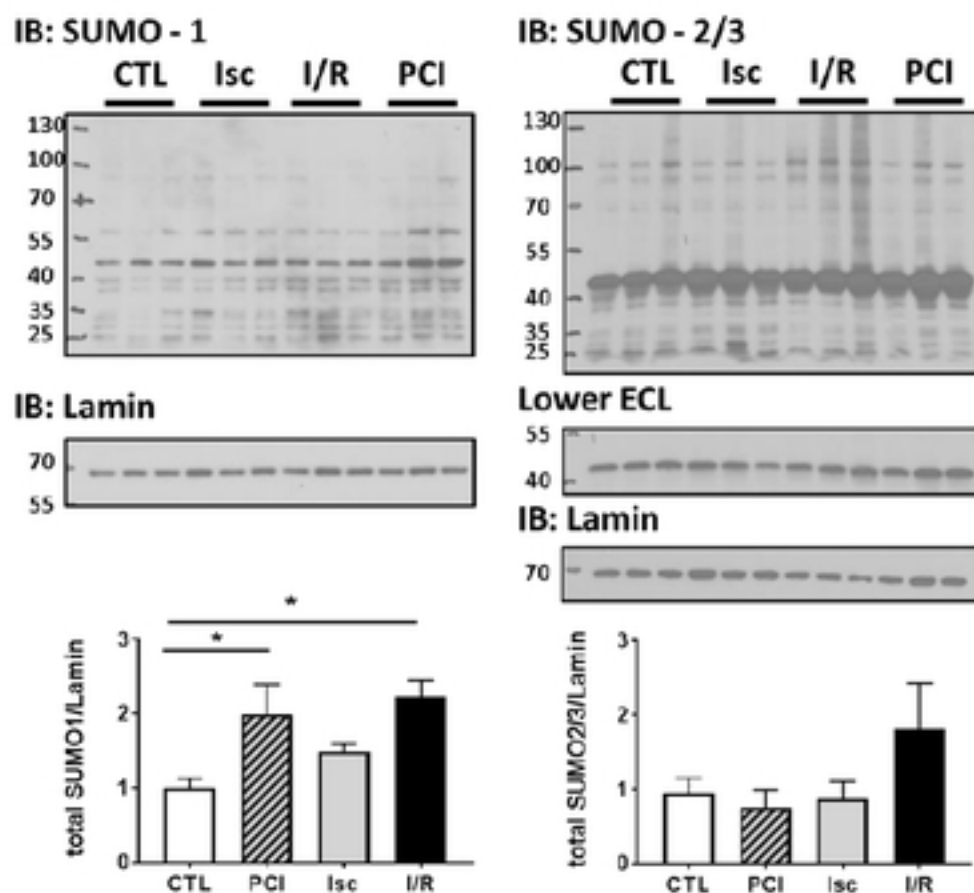 IB: SUMO - 1
CTL Isc I/R PCI
130
100
70
55
40
35
25
IB: Lamin
70
55
*
*
total SUMO1/Lamin
3
2
1
0
CTL PCI Isc I/R
IB: SUMO - 2/3
CTL Isc I/R PCI
130
100
70
55
40
35
25
Lower ECL
55
40
IB: Lamin
70
total SUMO2/3/Lamin
3
2
1
0
CTL PCI Isc I/R